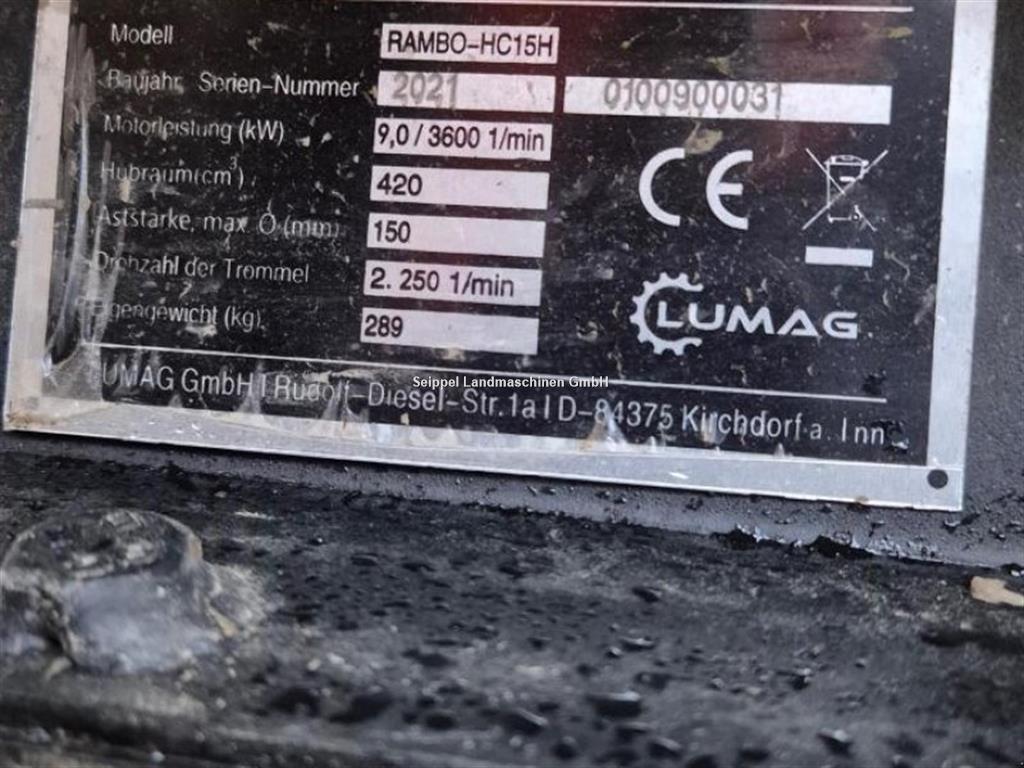 Modell RAMBO-HC15H
Baujahr, Serien-Nummer 2021 0100900031
Motorleistung (kW) 9,0 / 3600 1/min
Hubraum(cm³) 420
Aststärke, max. Ö (mm) 150
Drehzahl der Trommel 2. 250 1/min
Eigengewicht (kg) 289
CE
LUMAG
Seippel Landmaschinen GmbH
LUMAG GmbH I Rudolf-Diesel-Str.1a I D-84375 Kirchdorf a. Inn